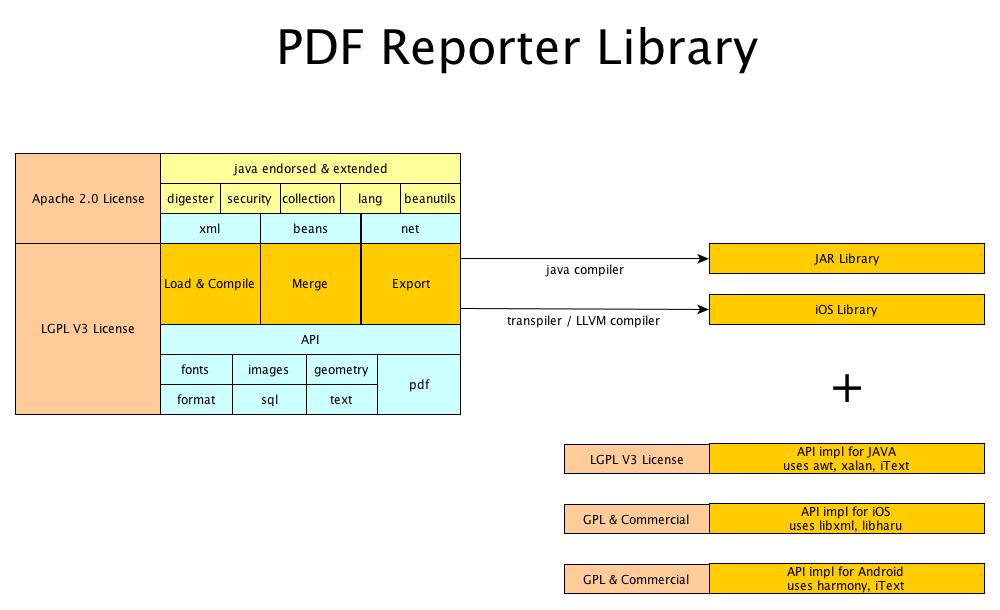 PDF Reporter Library
java endorsed & extended
Apache 2.0 License
digester security collection lang beanutils
xml beans net
Load & Compile Merge Export
java compiler
JAR Library
transpiler / LLVM compiler
iOS Library
LGPL V3 License
API
fonts images geometry pdf
format sql text
+
LGPL V3 License
API impl for JAVA
uses awt, xalan, iText
GPL & Commercial
API impl for iOS
uses libxml, libharu
GPL & Commercial
API impl for Android
uses harmony, iText